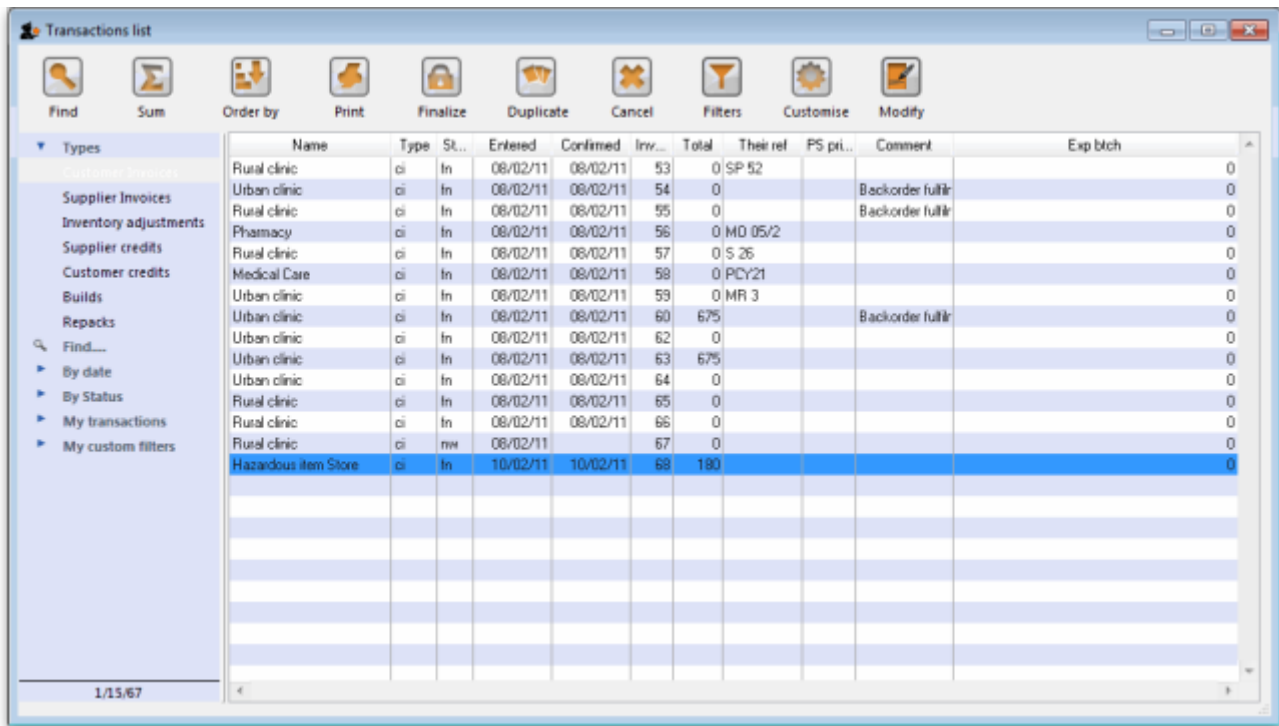 Transactions list
Find Sum Order by Print Finalize Duplicate Cancel Filters Customise Modify
Types
Customer Invoices
Supplier Invoices
Inventory adjustments
Supplier credits
Customer credits
Builds
Repacks
Find....
By date
By Status
My transactions
My custom filters
1/15/67
Name Type St... Entered Confirmed Inv... Total Their ref PS pri... Comment Exp btch
Rural clinic ci fn 08/02/11 08/02/11 53 0 SP 52 0
Urban clinic ci fn 08/02/11 08/02/11 54 0 Backorder fulfilr 0
Rural clinic ci fn 08/02/11 08/02/11 55 0 Backorder fulfilr 0
Pharmacy ci fn 08/02/11 08/02/11 56 0 MO 05/2 0
Rural clinic ci fn 08/02/11 08/02/11 57 0 S 26 0
Medical Care ci fn 08/02/11 08/02/11 58 0 PCY21 0
Urban clinic ci fn 08/02/11 08/02/11 59 0 MR 3 0
Urban clinic ci fn 08/02/11 08/02/11 60 675 Backorder fulfilr 0
Urban clinic ci fn 08/02/11 08/02/11 62 0 0
Urban clinic ci fn 08/02/11 08/02/11 63 675 0
Urban clinic ci fn 08/02/11 08/02/11 64 0 0
Rural clinic ci fn 08/02/11 08/02/11 65 0 0
Rural clinic ci fn 08/02/11 08/02/11 66 0 0
Rural clinic ci nw 08/02/11 67 0 0
Hazardous item Store ci fn 10/02/11 10/02/11 68 180 0